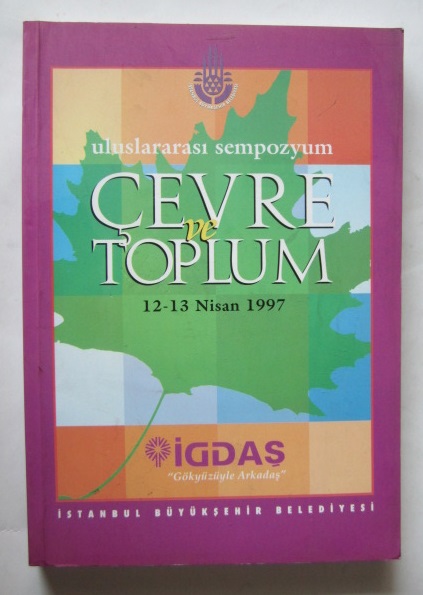 uluslararası sempozyum
ÇEVRE
ve
TOPLUM
12-13 Nisan 1997
İGDAŞ
"Gökyüzüyle Arkadaş"
İSTANBUL BÜYÜKŞEHİR BELEDİYESİ